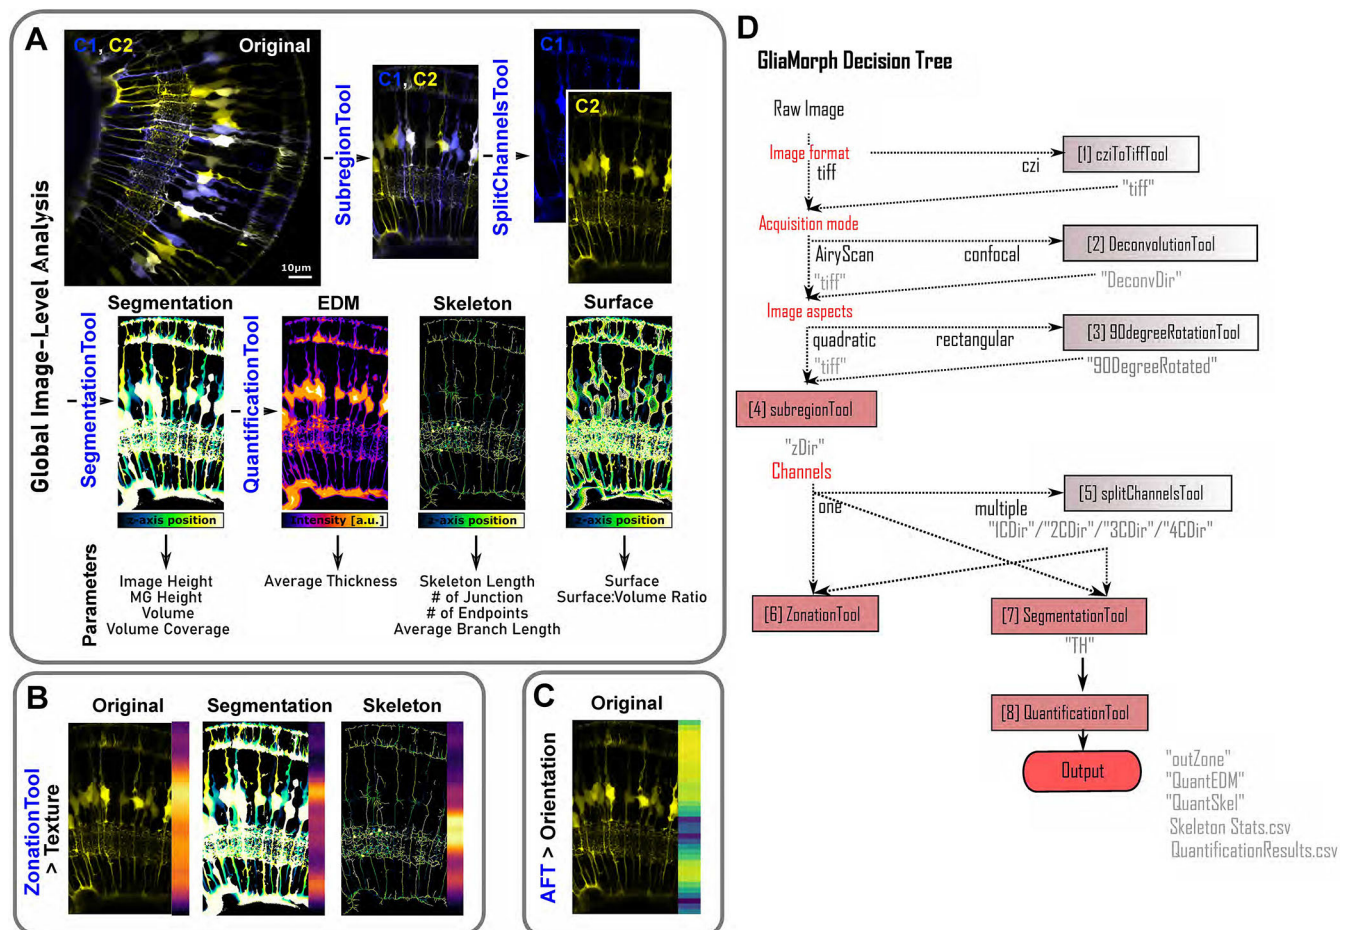 A
C1, C2
Original
10µm
Global Image-Level Analysis
SubregionTool
C1, C2
SplitChannelsTool
C1
C2
SegmentationTool
Segmentation
z-axis position
QuantificationTool
EDM
Intensity [a.u.]
Skeleton
z-axis position
Surface
z-axis position
Parameters
Image Height
MG Height
Volume
Volume Coverage
Average Thickness
Skeleton Length
# of Junction
# of Endpoints
Average Branch Length
Surface
Surface:Volume Ratio
B
ZonationTool
> Texture
Original
Segmentation
Skeleton
C
AFT > Orientation
Original
D
GliaMorph Decision Tree
Raw Image
Image format
tiff
czi
[1] cziToTiffTool
"tiff"
Acquisition mode
AiryScan
confocal
[2] DeconvolutionTool
"tiff"
"DeconvDir"
Image aspects
quadratic
rectangular
[3] 90degreeRotationTool
"tiff"
"90DegreeRotated"
[4] subregionTool
"zDir"
Channels
one
multiple
[5] splitChannelsTool
"1CDir"/"2CDir"/"3CDir"/"4CDir"
[6] ZonationTool
[7] SegmentationTool
"TH"
[8] QuantificationTool
Output
"outZone"
"QuantEDM"
"QuantSkel"
Skeleton Stats.csv
QuantificationResults.csv